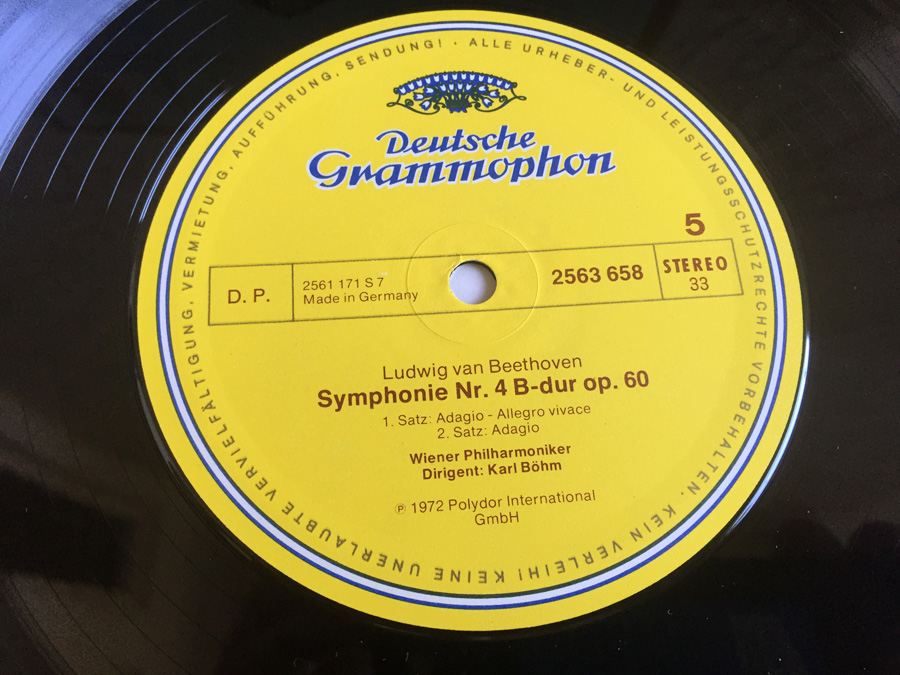 KEINE UNERLAUBTE VERVIELFÄLTIGUNG, VERMIETUNG, AUFFÜHRUNG, SENDUNG! · ALLE URHEBER- UND LEISTUNGSSCHUTZRECHTE VORBEHALTEN. KEIN VERLEIH!
Deutsche
Grammophon
5
D. P.
2561 171 S 7
Made in Germany
2563 658
STEREO
33
Ludwig van Beethoven
Symphonie Nr. 4 B-dur op. 60
1. Satz: Adagio - Allegro vivace
2. Satz: Adagio
Wiener Philharmoniker
Dirigent: Karl Böhm
℗ 1972 Polydor International
GmbH